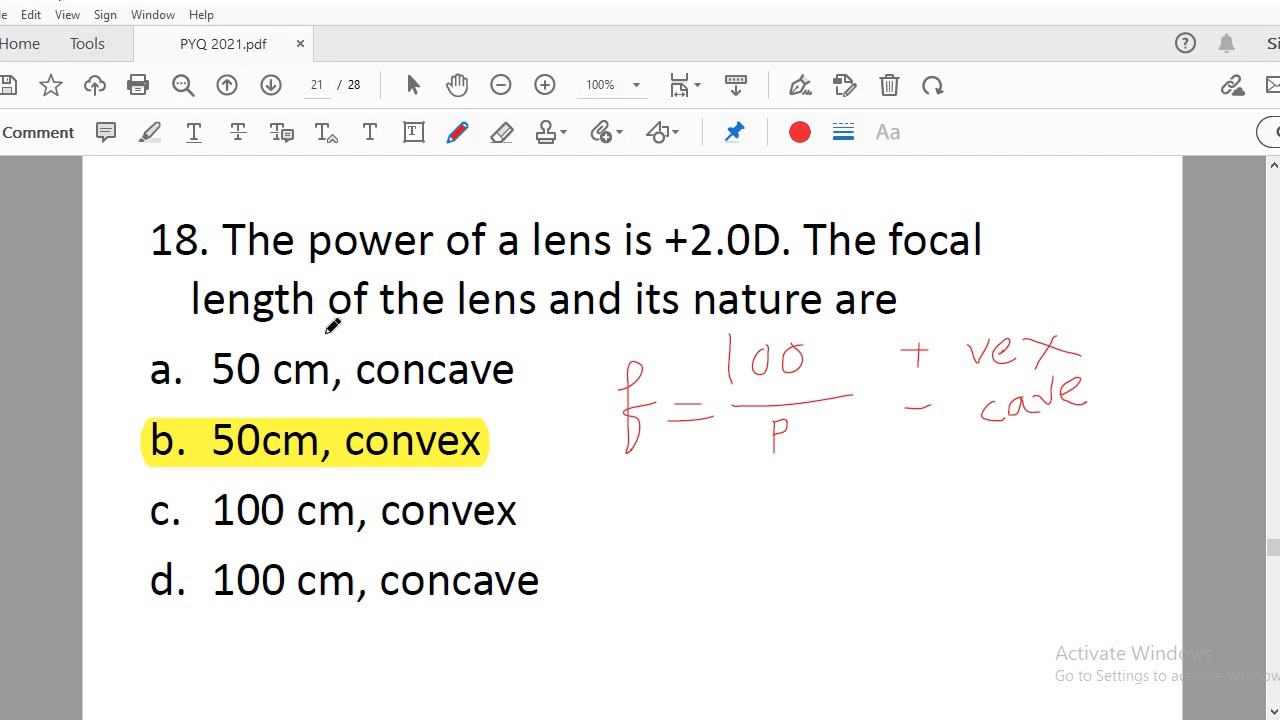 Edit View Sign Window Help
Home Tools PYQ 2021.pdf ×
21 / 28 100%
Comment Aa
18. The power of a lens is +2.0D. The focal
length of the lens and its nature are
a. 50 cm, concave
b. 50cm, convex
c. 100 cm, convex
d. 100 cm, concave
f = 100 / P
+ vex
- cave
Activate Windows
Go to Settings to activate Windows